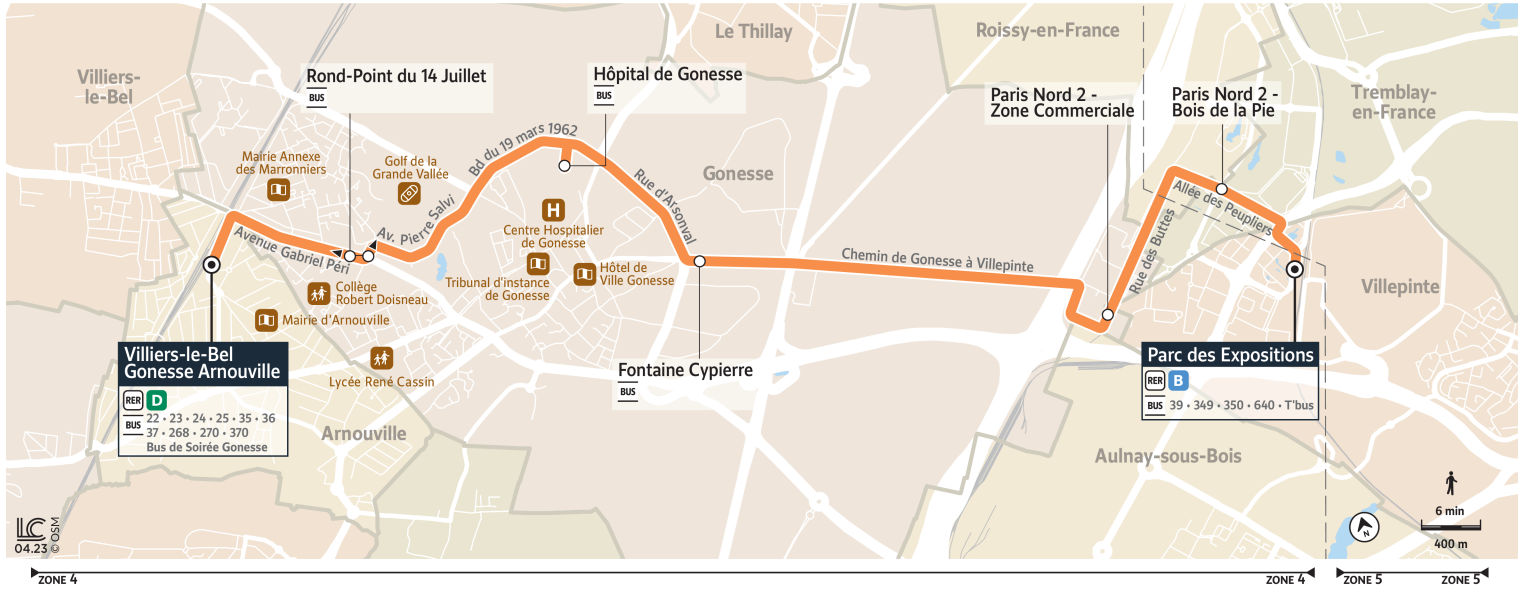 Le Thillay
Roissy-en-France
Villiers-
le-Bel
Rond-Point du 14 Juillet
BUS
Hôpital de Gonesse
BUS
Paris Nord 2 -
Zone Commerciale
Paris Nord 2 -
Bois de la Pie
Tremblay-
en-France
Mairie Annexe
des Marronniers
Golf de la
Grande Vallée
Bd du 19 mars 1962
Rue d'Arsonval
Gonesse
Av. Pierre Salvi
Allée des Peupliers
Rue des Buttes
H
Centre Hospitalier
de Gonesse
Avenue Gabriel Péri
Chemin de Gonesse à Villepinte
Tribunal d'instance
de Gonesse
Hôtel de
Ville Gonesse
Collège
Robert Doisneau
Mairie d'Arnouville
Villepinte
Villiers-le-Bel
Gonesse Arnouville
RER D
BUS
22 • 23 • 24 • 25 • 35 • 36
37 • 268 • 270 • 370
Bus de Soirée Gonesse
Lycée René Cassin
Fontaine Cypierre
BUS
Parc des Expositions
RER B
BUS 39 • 349 • 350 • 640 • T'bus
Arnouville
Aulnay-sous-Bois
LC
04.23
© OSM
N
6 min
400 m
ZONE 4
ZONE 4
ZONE 5
ZONE 5